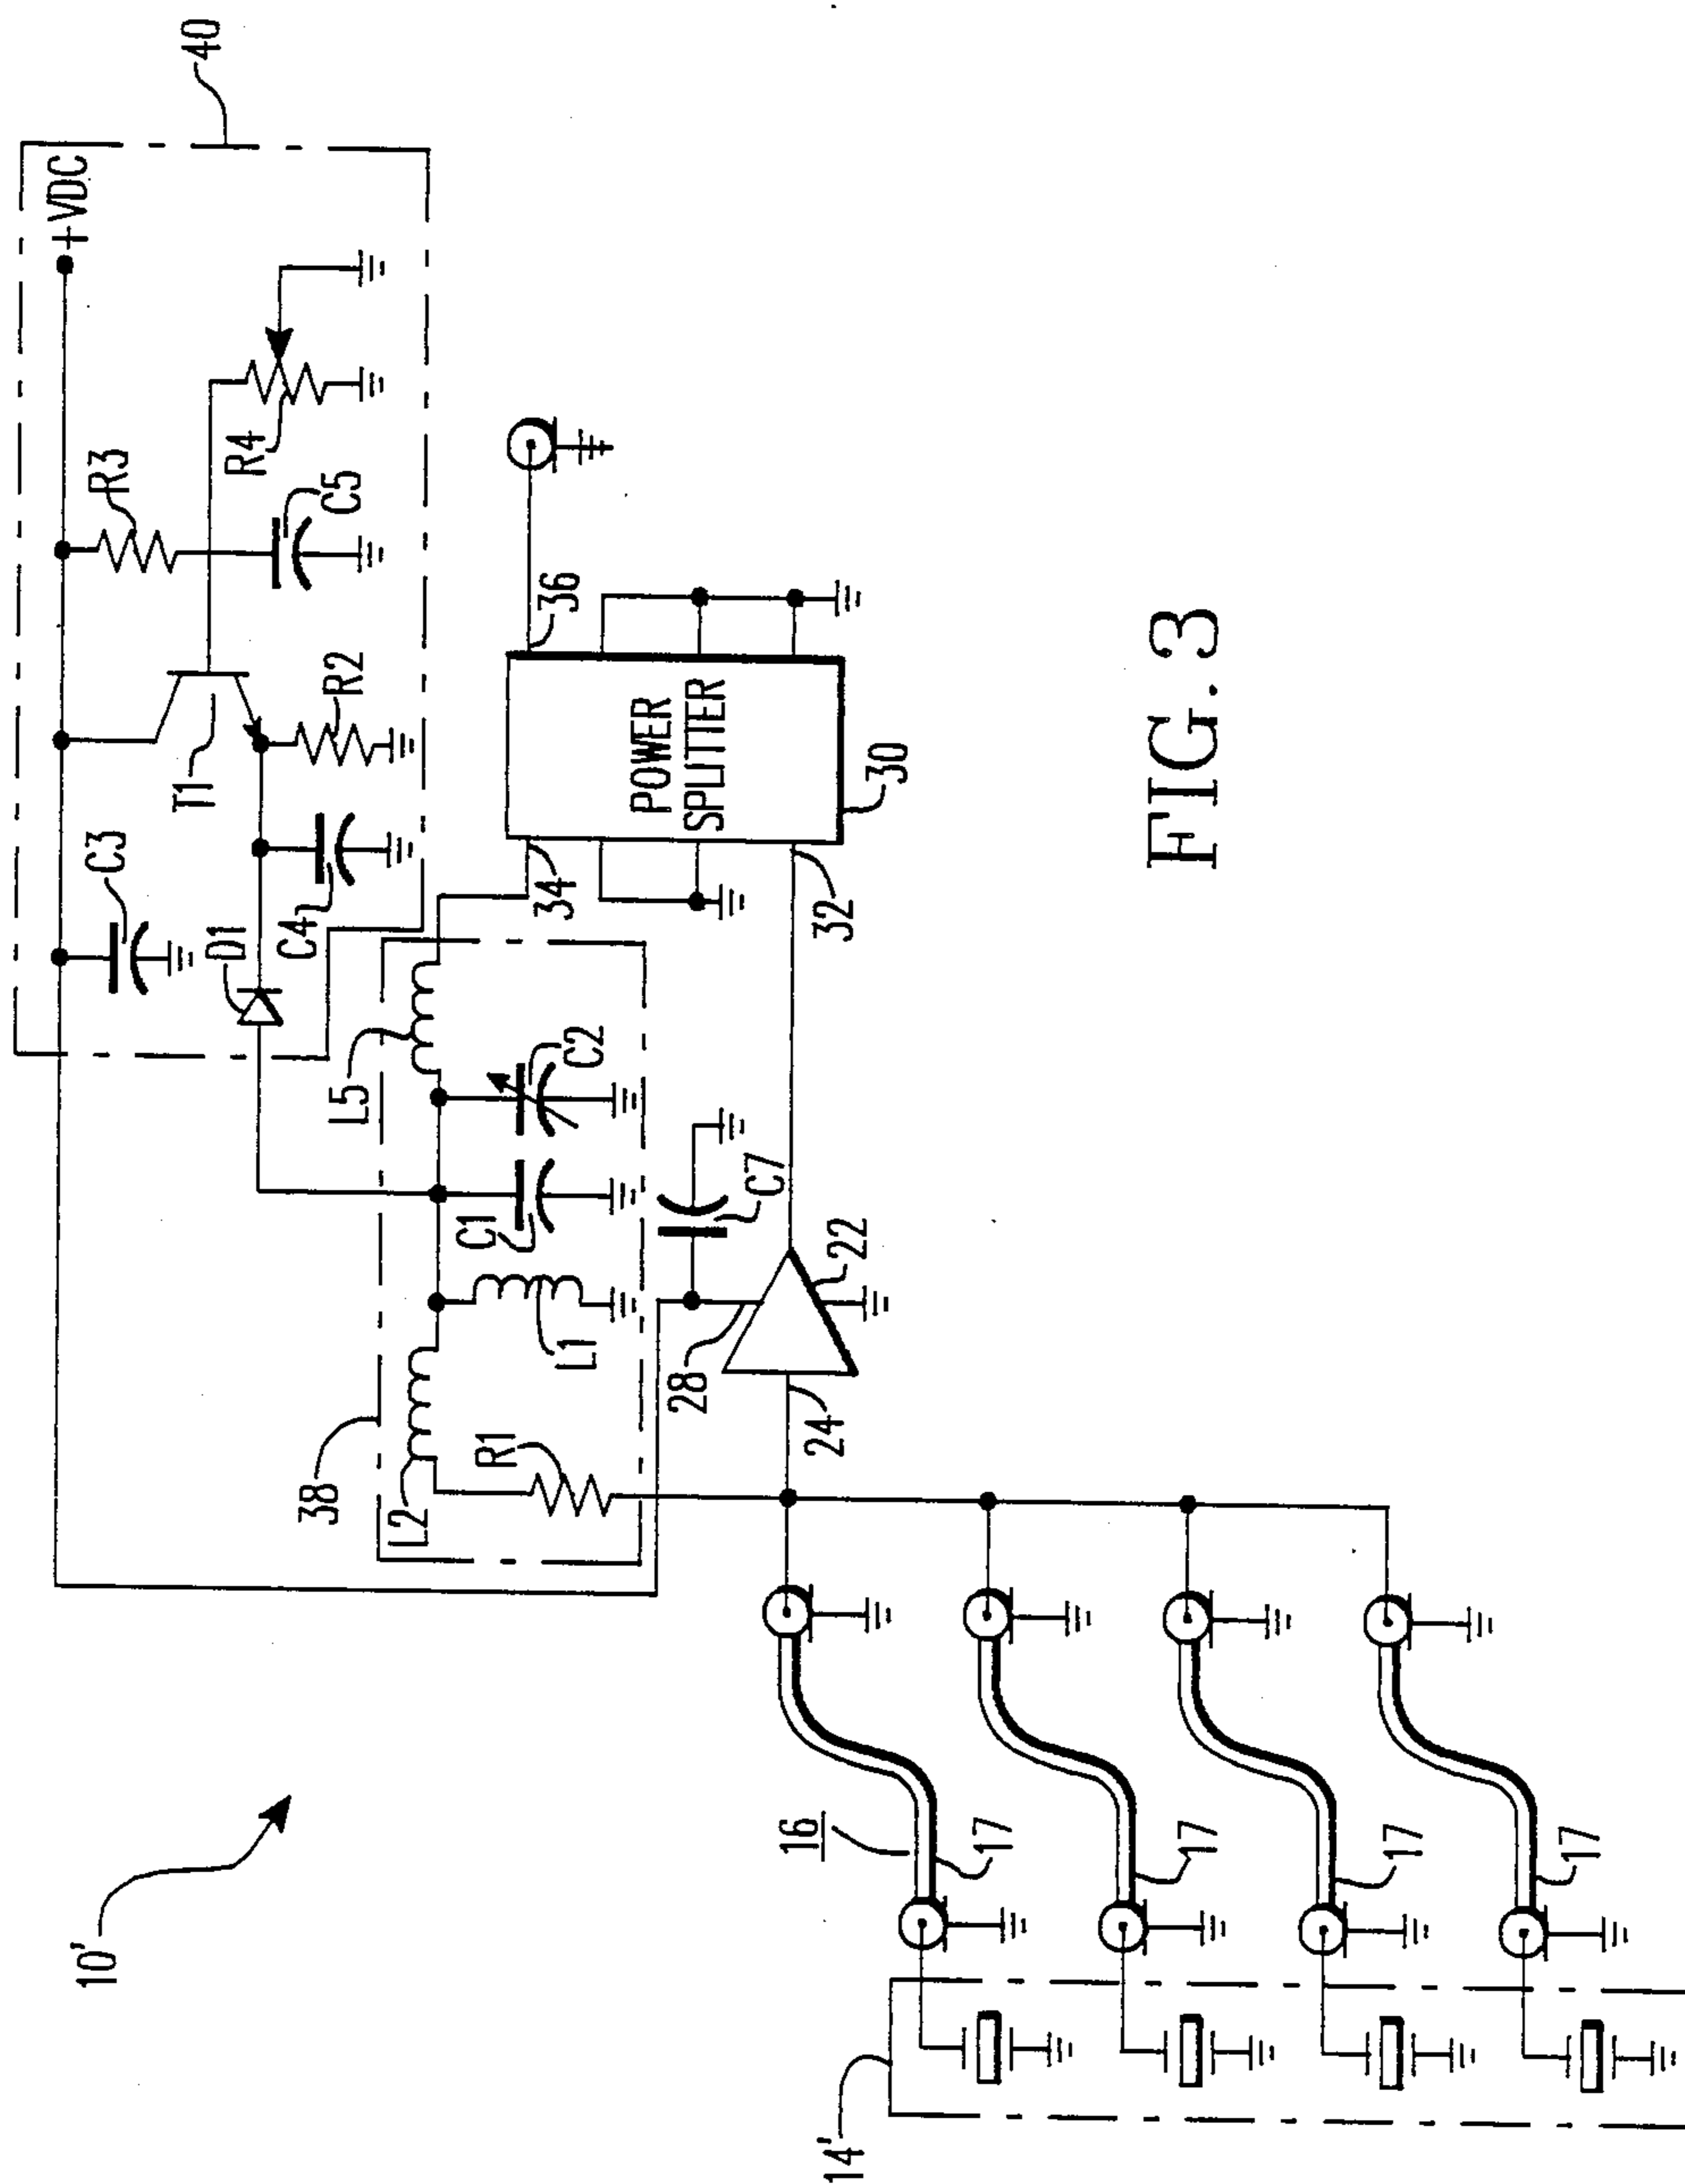 10'
40
+VDC
C3
R3
T1
R4
D1
C4
R2
C5
38
L5
L2
R1
L1
C1
C2
34
36
POWER
SPLITTER
28
C7
24
22
32
30
16
17
17
17
17
14'
FIG. 3